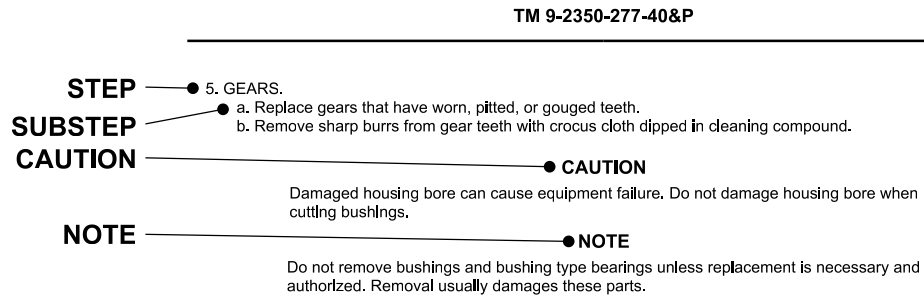 TM 9-2350-277-40&P
STEP
5. GEARS.
a. Replace gears that have worn, pitted, or gouged teeth.
SUBSTEP
b. Remove sharp burrs from gear teeth with crocus cloth dipped in cleaning compound.
CAUTION
CAUTION
Damaged housing bore can cause equipment failure. Do not damage housing bore when
cutting bushings.
NOTE
NOTE
Do not remove bushings and bushing type bearings unless replacement is necessary and
authorized. Removal usually damages these parts.